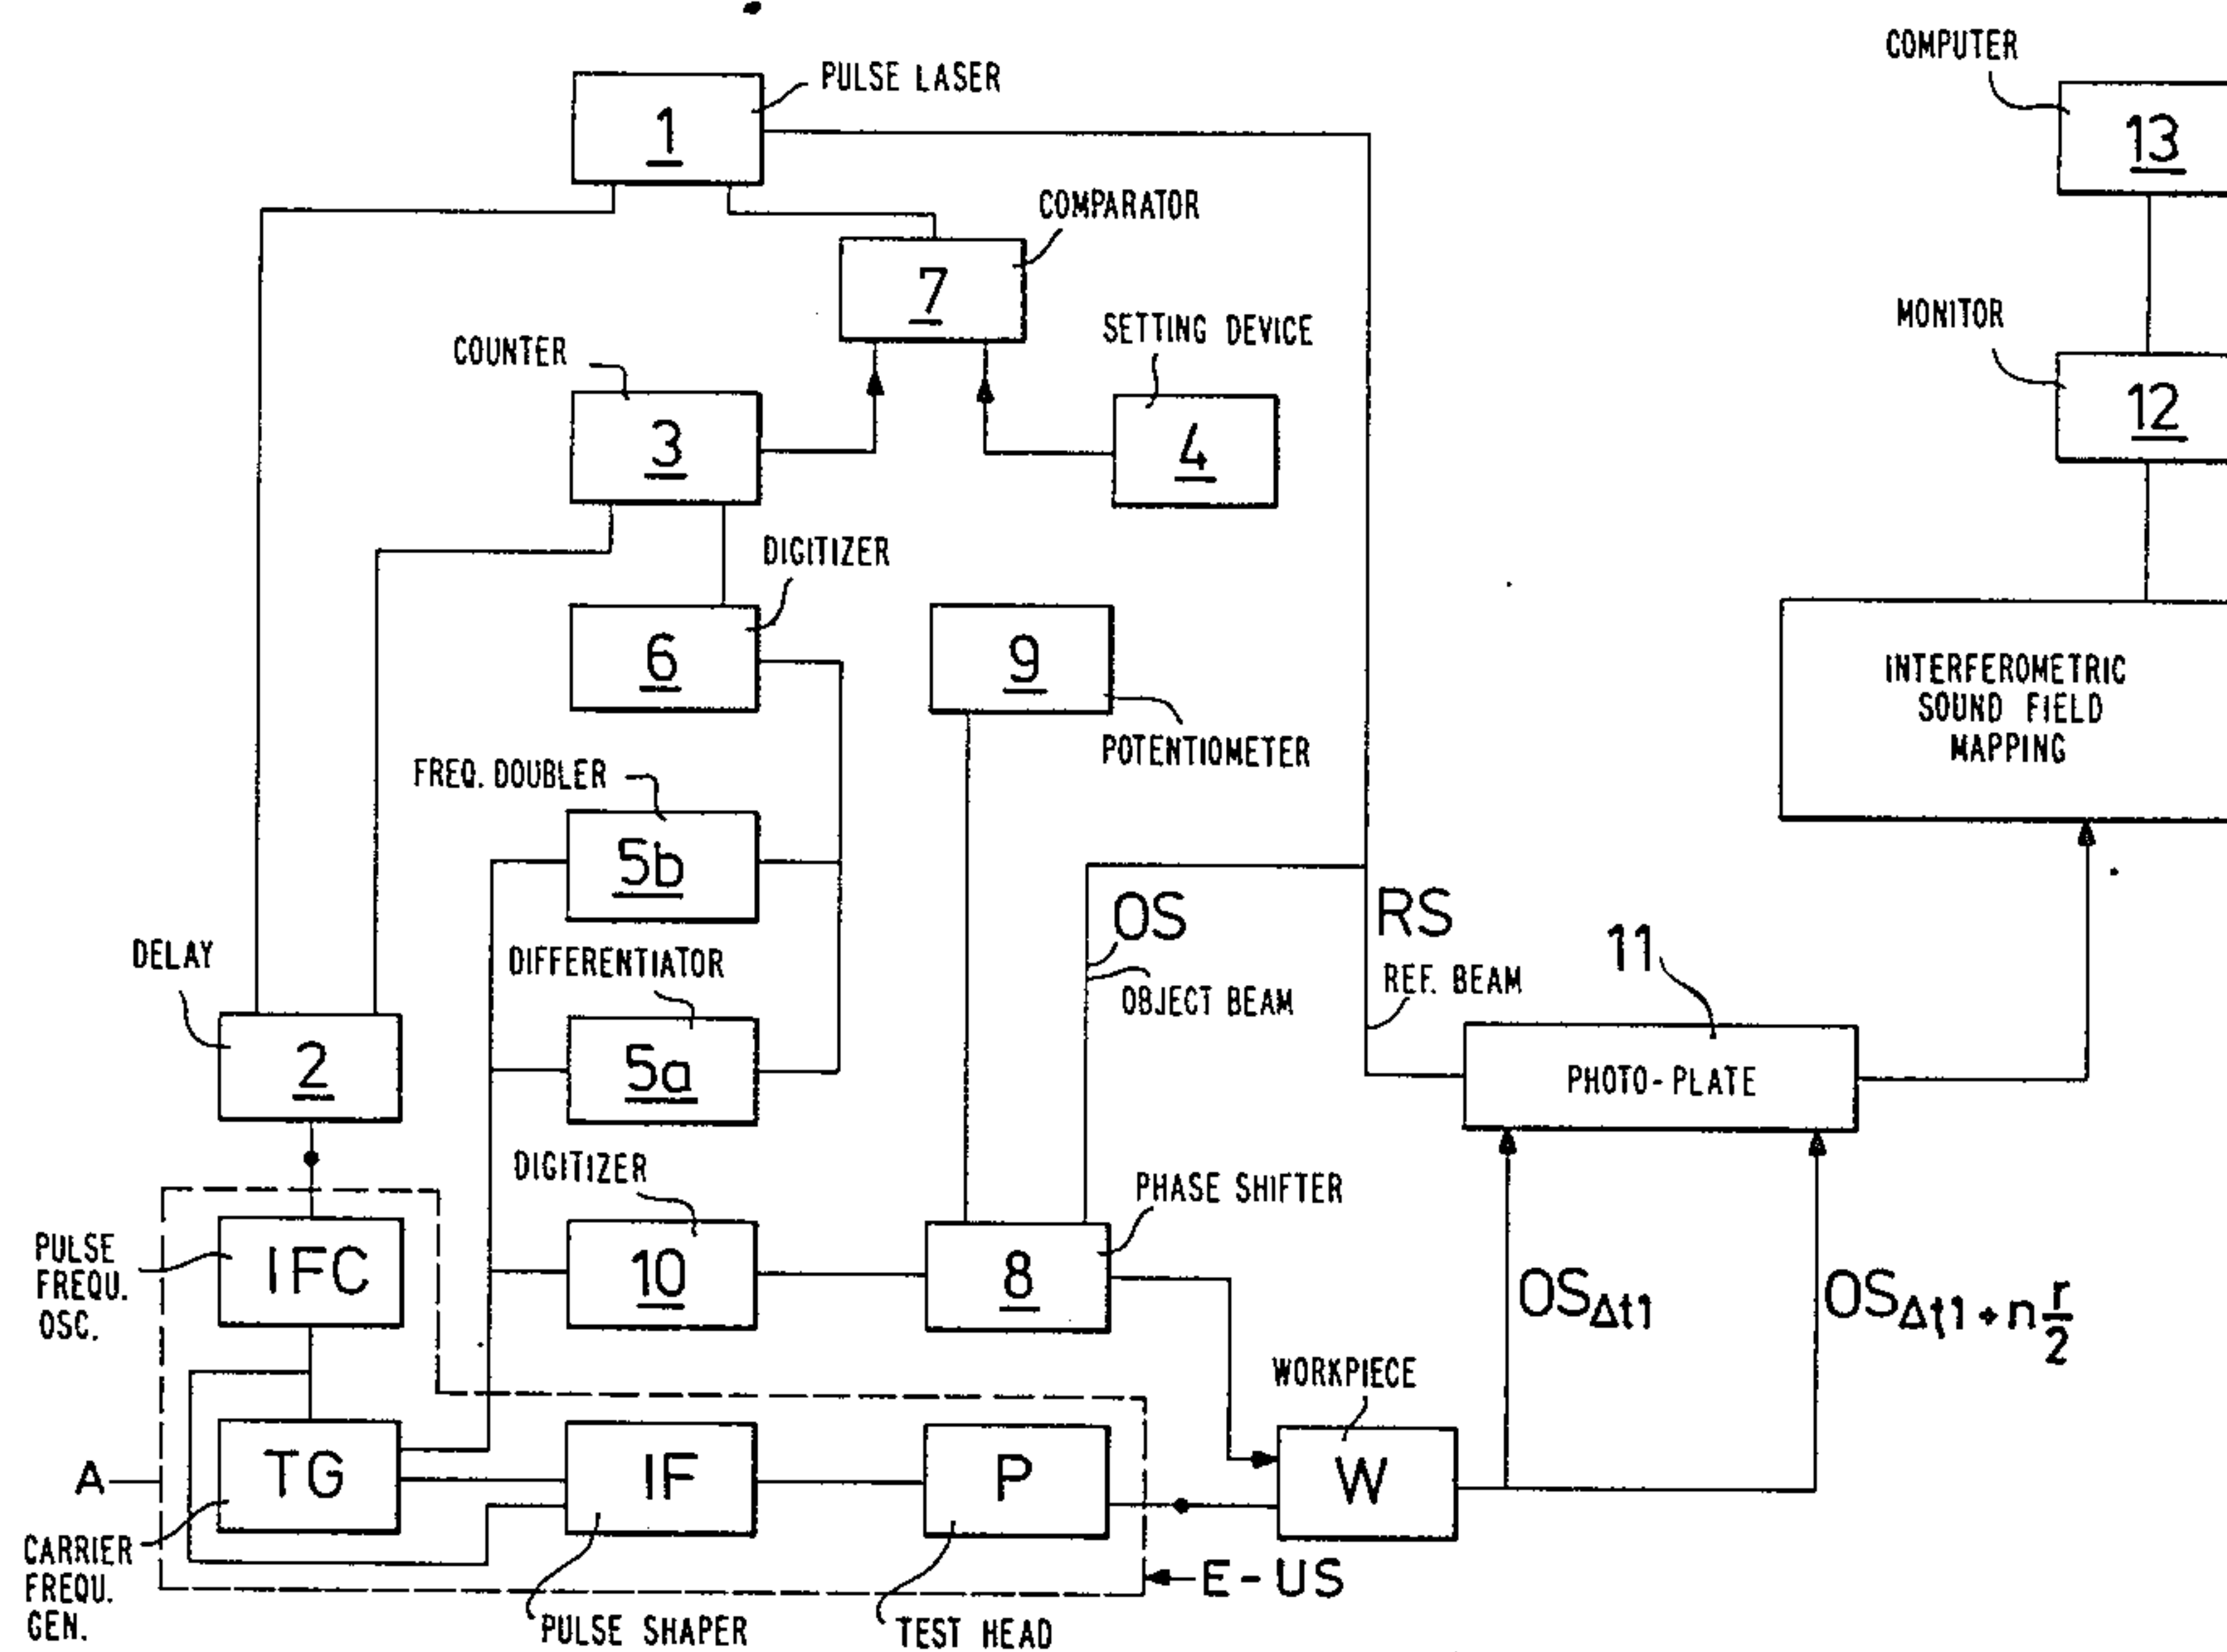 COMPUTER
PULSE LASER
1
13
COMPARATOR
7
MONITOR
SETTING DEVICE
COUNTER
12
3
4
DIGITIZER
6
9
INTERFEROMETRIC
SOUND FIELD
MAPPING
POTENTIOMETER
FREQ. DOUBLER
5b
OS
RS
11
DELAY
DIFFERENTIATOR
REF. BEAM
OBJECT BEAM
2
5a
PHOTO-PLATE
DIGITIZER
PHASE SHIFTER
PULSE
FREQU.
OSC.
IFC
10
8
OSΔt1
OSΔt1+n r/2
WORKPIECE
A
TG
IF
P
W
CARRIER
FREQU.
GEN.
E-US
PULSE SHAPER
TEST HEAD